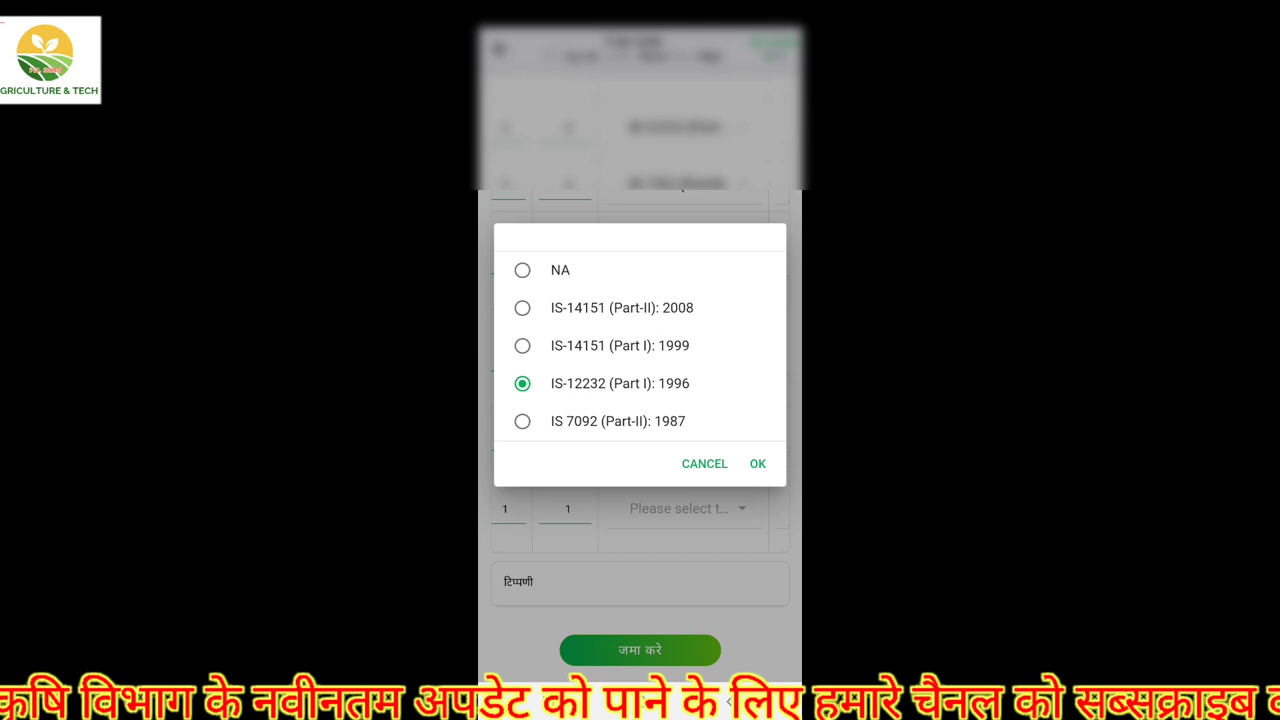 GRICULTURE & TECH
NA
IS-14151 (Part-II): 2008
IS-14151 (Part I): 1999
IS-12232 (Part I): 1996
IS 7092 (Part-II): 1987
CANCEL OK
1 1 Please select t...
टिप्पणी
जमा करे
कृषि विभाग के नवीनतम अपडेट को पाने के लिए हमारे चैनल को सब्सक्राइब